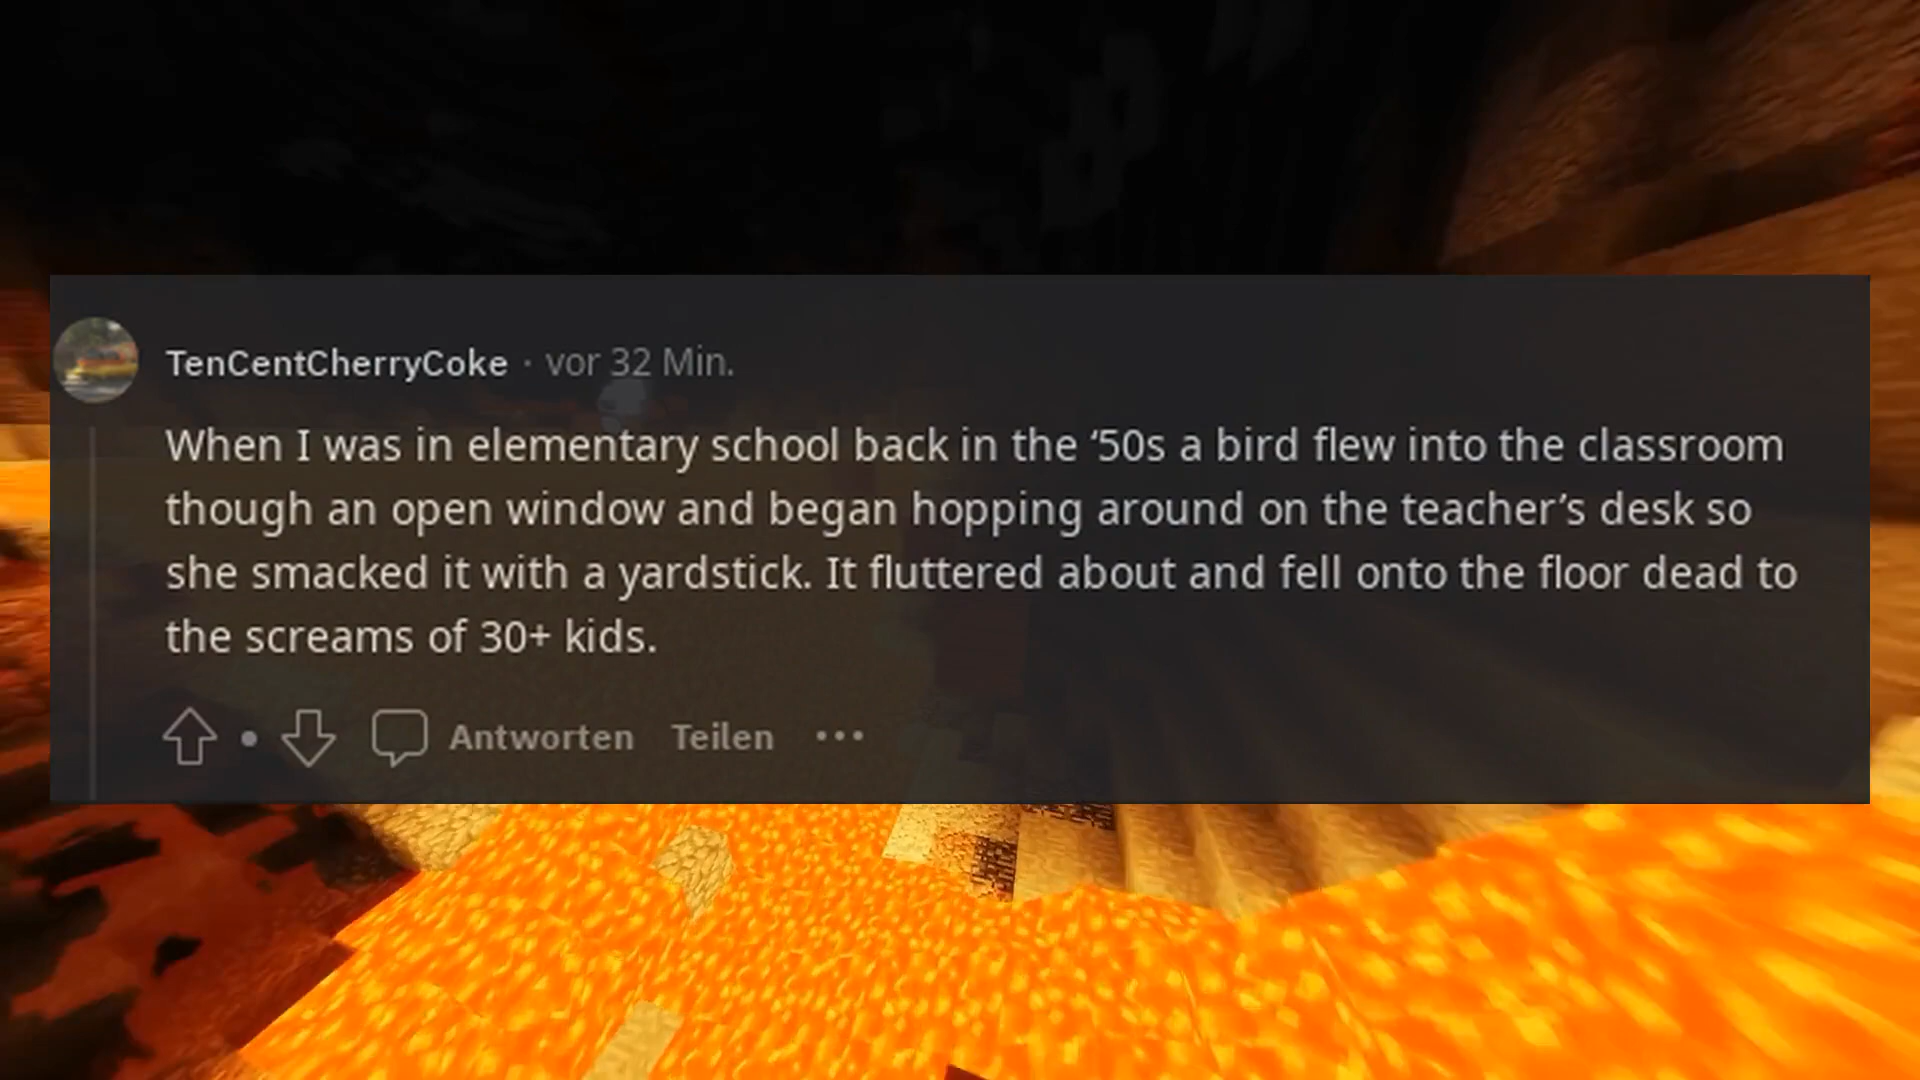 TenCentCherryCoke · vor 32 Min.
When I was in elementary school back in the ‘50s a bird flew into the classroom
though an open window and began hopping around on the teacher’s desk so
she smacked it with a yardstick. It fluttered about and fell onto the floor dead to
the screams of 30+ kids.
Antworten Teilen